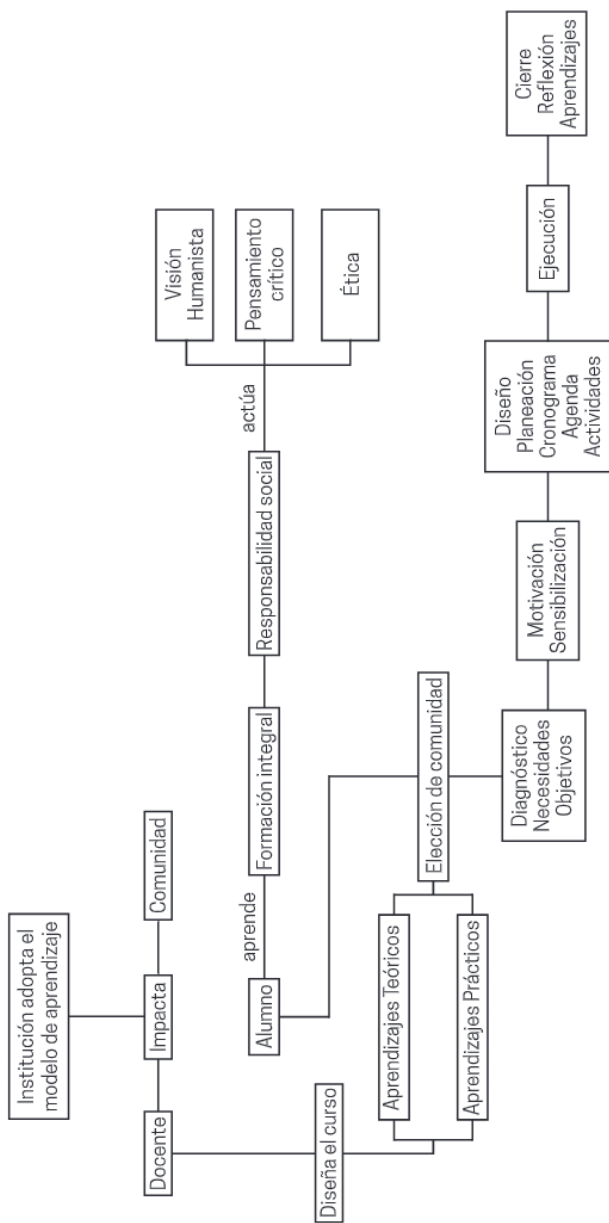 Institución adopta el
modelo de aprendizaje
Docente
Impacta
Comunidad
Diseña el curso
Alumno
aprende
Formación integral
Responsabilidad social
actúa
Visión
Humanista
Pensamiento
crítico
Ética
Aprendizajes Teóricos
Aprendizajes Prácticos
Elección de comunidad
Diagnóstico
Necesidades
Objetivos
Motivación
Sensibilización
Diseño
Planeación
Cronograma
Agenda
Actividades
Ejecución
Cierre
Reflexión
Aprendizajes